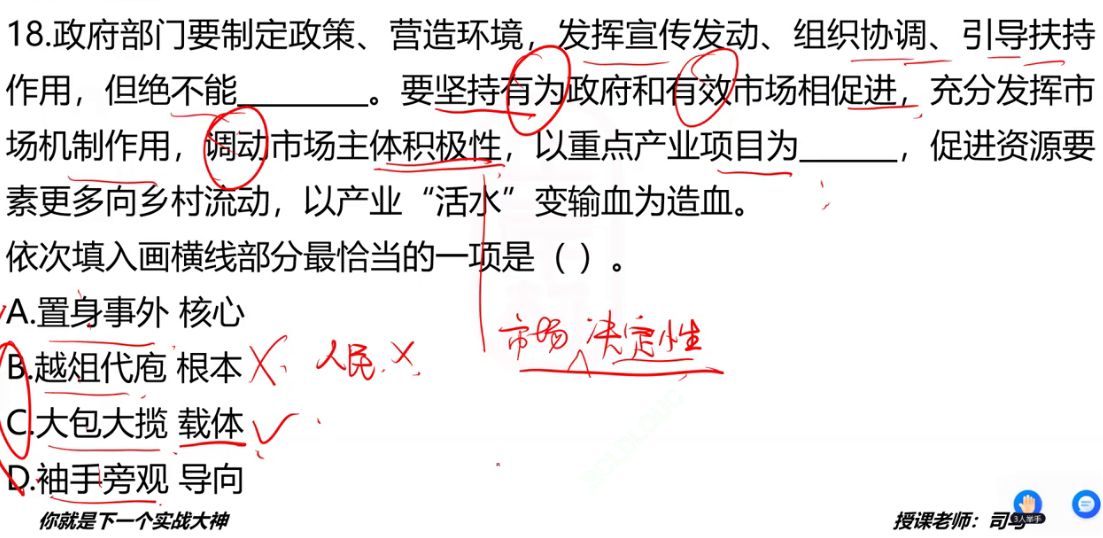 18.政府部门要制定政策、营造环境，发挥宣传发动、组织协调、引导扶持
作用，但绝不能________。要坚持有为政府和有效市场相促进，充分发挥市
场机制作用，调动市场主体积极性，以重点产业项目为______，促进资源要
素更多向乡村流动，以产业“活水”变输血为造血。
依次填入画横线部分最恰当的一项是（ ）。
A.置身事外 核心
市场 决定性
B.越俎代庖 根本 人民
C.大包大揽 载体
D.袖手旁观 导向
你就是下一个实战大神
授课老师：司马
3人举手